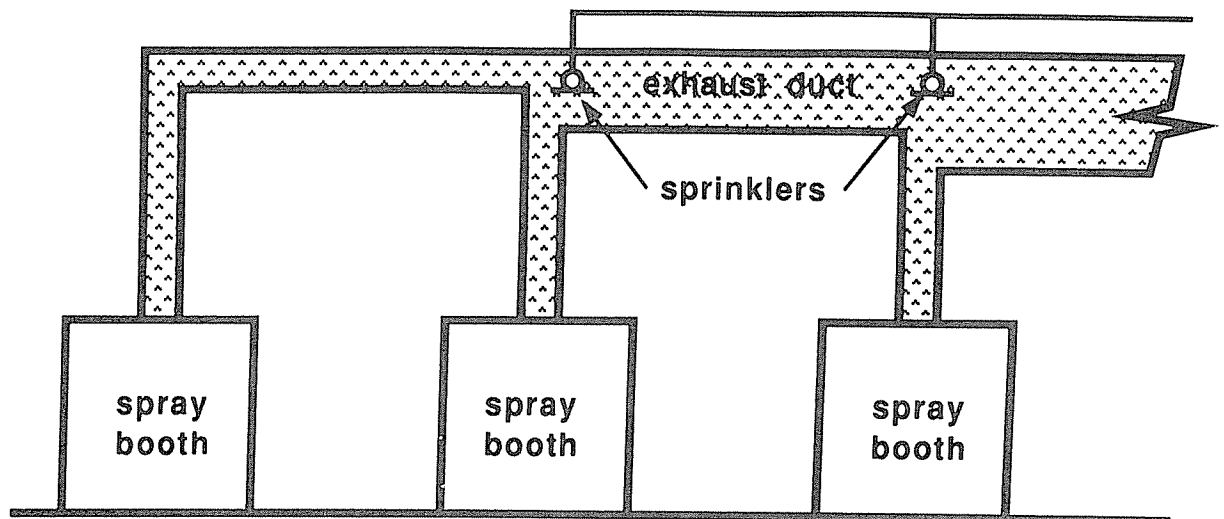 exhaust duct
sprinklers
spray
booth
spray
booth
spray
booth